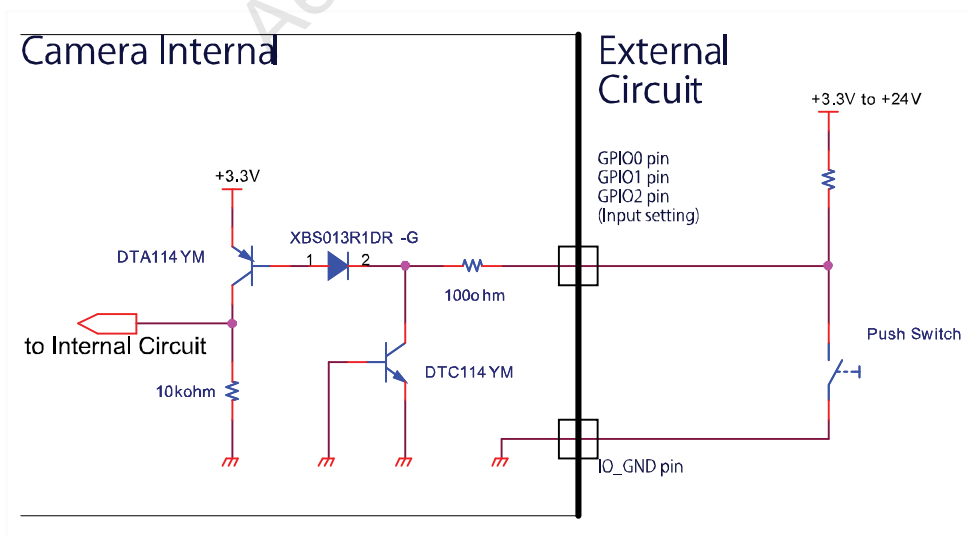 Camera Internal
External
Circuit
+3.3V to +24V
GPIO0 pin
GPIO1 pin
GPIO2 pin
(Input setting)
+3.3V
XBS013R1DR -G
DTA114YM
1
2
100ohm
to Internal Circuit
Push Switch
DTC114YM
10kohm
IO_GND pin